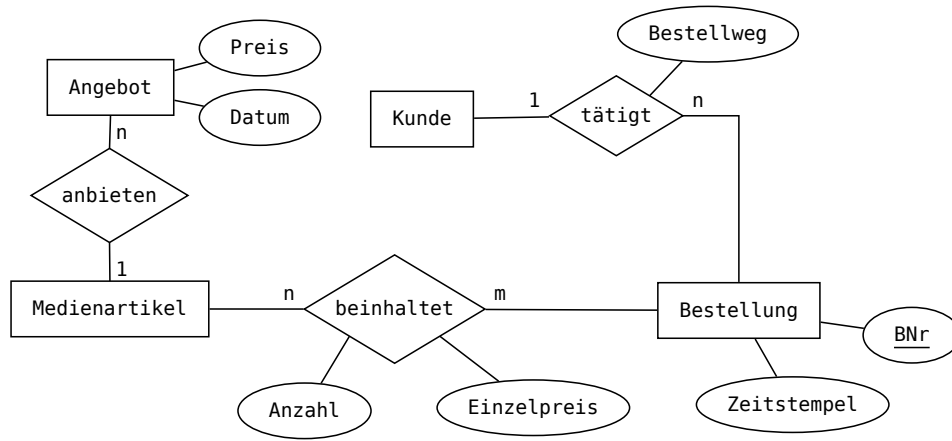 Preis
Bestellweg
Angebot
Datum
Kunde
1
tätigt
n
n
anbieten
1
Medienartikel
n
beinhaltet
m
Bestellung
BNr
Anzahl
Einzelpreis
Zeitstempel